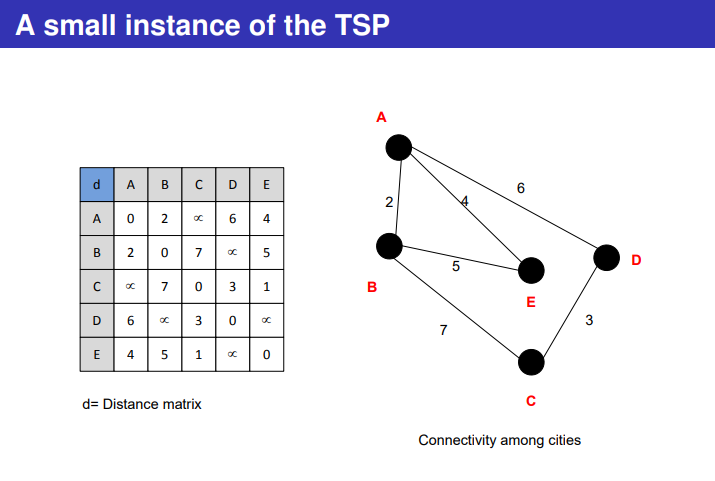 A small instance of the TSP
d A B C D E
A 0 2 ∝ 6 4
B 2 0 7 ∝ 5
C ∝ 7 0 3 1
D 6 ∝ 3 0 ∝
E 4 5 1 ∝ 0
d= Distance matrix
A
6
2
4
5
B
D
E
7
3
C
Connectivity among cities